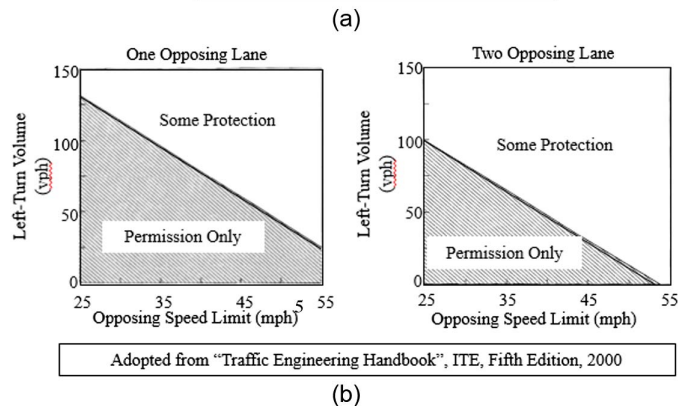 (a)
One Opposing Lane
150
100
50
0
Left-Turn Volume
(vph)
Some Protection
Permission Only
25
35
45
5
55
Opposing Speed Limit (mph)
Two Opposing Lane
150
100
50
0
Left-Turn Volume
(vph)
Some Protection
Permission Only
25
35
45
55
Opposing Speed Limit (mph)
Adopted from “Traffic Engineering Handbook”, ITE, Fifth Edition, 2000
(b)